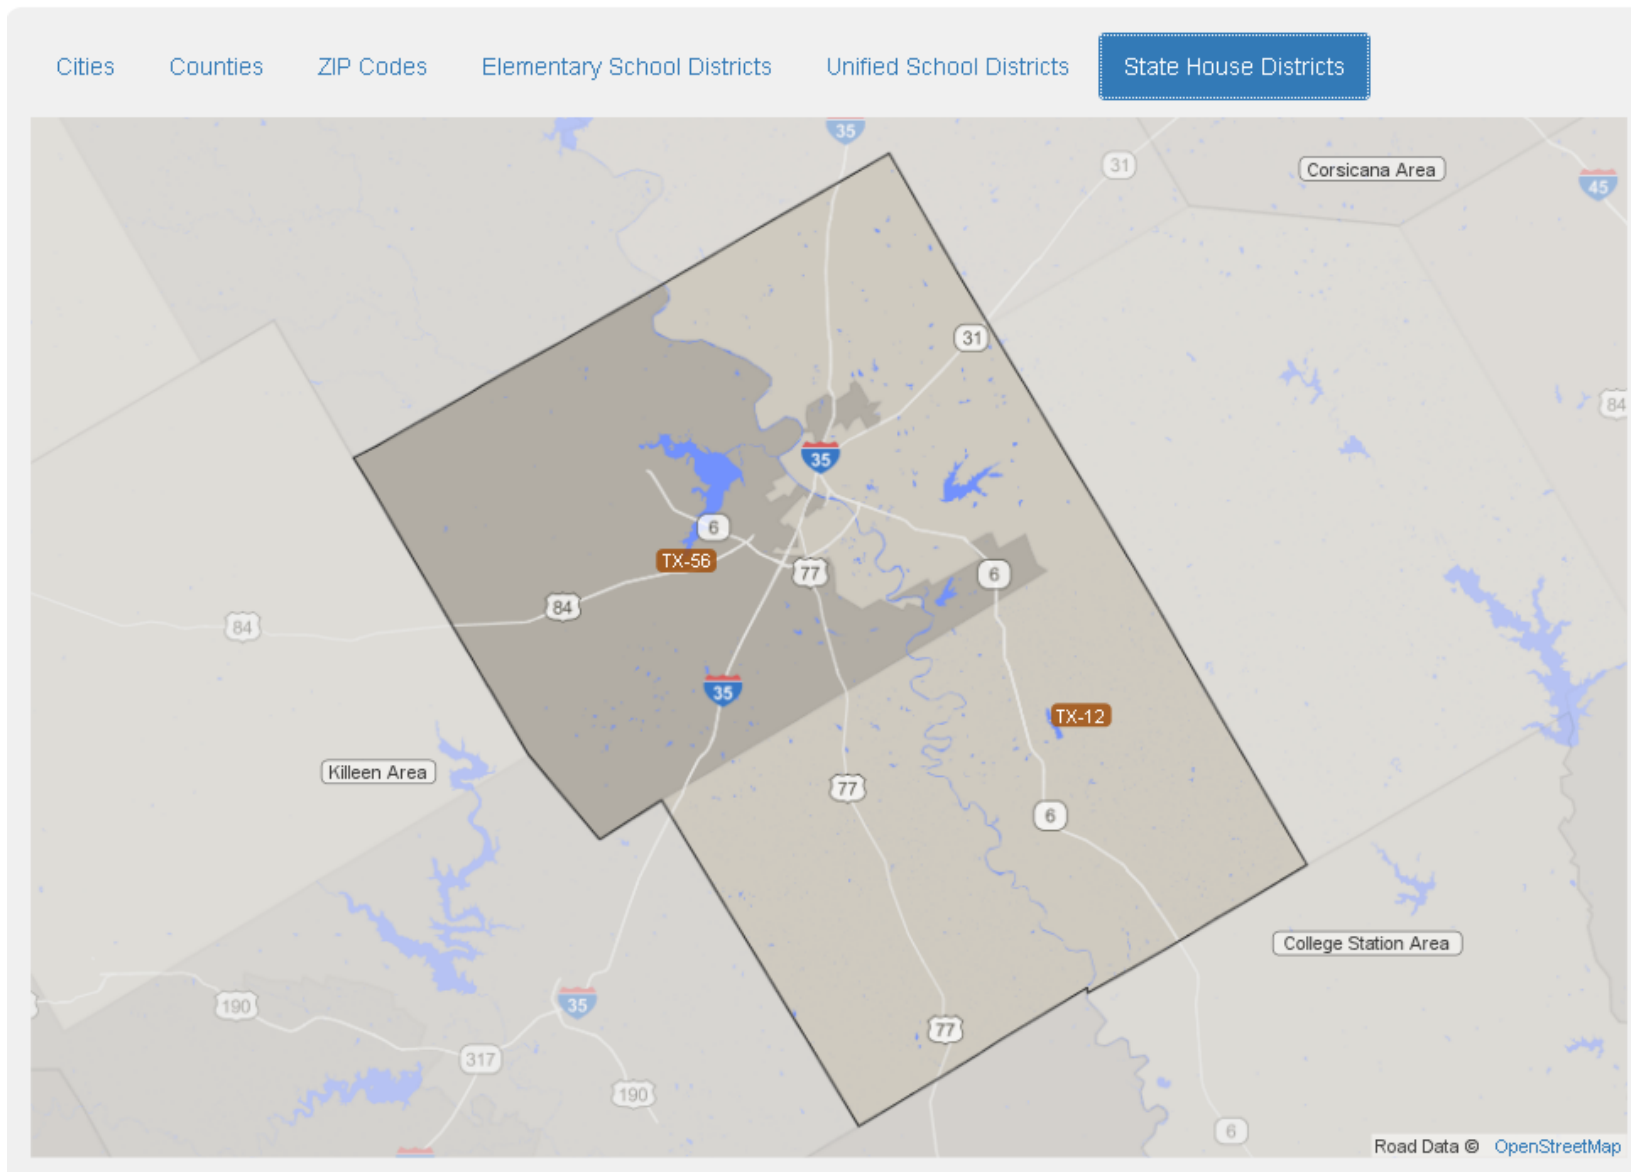 Cities Counties ZIP Codes Elementary School Districts Unified School Districts State House Districts
35
31
Corsicana Area
45
31
84
35
6
TX-56
77
6
84
84
35
TX-12
Killeen Area
77
6
College Station Area
190
35
77
317
190
6
Road Data © OpenStreetMap